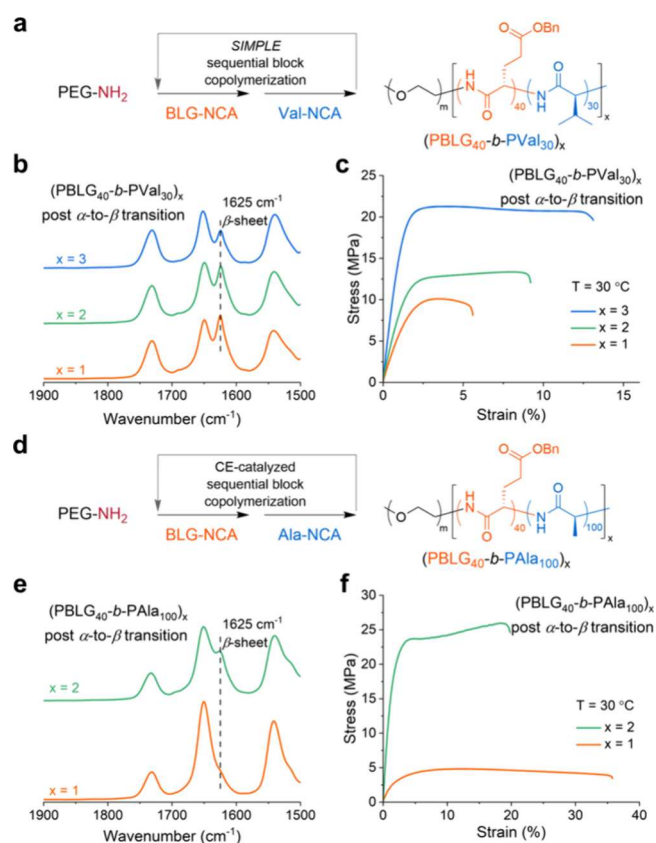 a
SIMPLE
sequential block
copolymerization
PEG-NH2
BLG-NCA Val-NCA
OBn
O
O m H N O 40 O N H 30 x
(PBLG40-b-PVal30)x
b
(PBLG40-b-PVal30)x
post α-to-β transition
1625 cm-1
β-sheet
x = 3
x = 2
x = 1
1900 1800 1700 1600 1500
Wavenumber (cm-1)
c
(PBLG40-b-PVal30)x
post α-to-β transition
Stress (MPa)
25
20
15
10
5
0
T = 30 °C
x = 3
x = 2
x = 1
0 5 10 15
Strain (%)
d
CE-catalyzed
sequential block
copolymerization
PEG-NH2
BLG-NCA Ala-NCA
OBn
O
O m H N O 40 O N H 100 x
(PBLG40-b-PAla100)x
e
(PBLG40-b-PAla100)x
post α-to-β transition
1625 cm-1
β-sheet
x = 2
x = 1
1900 1800 1700 1600 1500
Wavenumber (cm-1)
f
(PBLG40-b-PAla100)x
post α-to-β transition
Stress (MPa)
30
25
20
15
10
5
0
T = 30 °C
x = 2
x = 1
0 10 20 30 40
Strain (%)